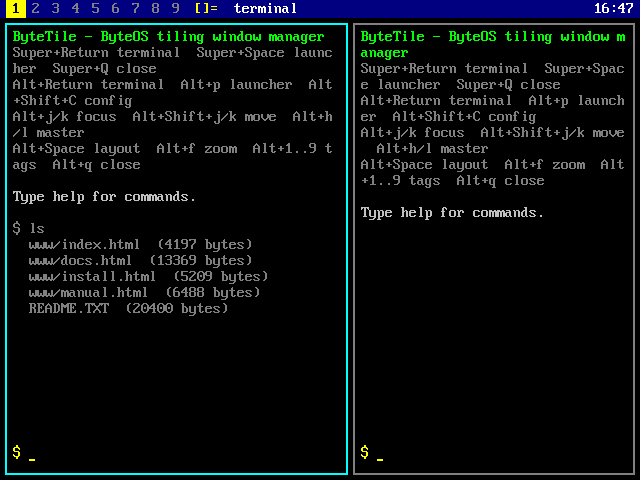 1 2 3 4 5 6 7 8 9 []= terminal 16:47
ByteTile - ByteOS tiling window manager
Super+Return terminal  Super+Space launc
her  Super+Q close
Alt+Return terminal  Alt+p launcher  Alt
+Shift+C config
Alt+j/k focus  Alt+Shift+j/k move  Alt+h
/l master
Alt+Space layout  Alt+f zoom  Alt+1..9 t
ags  Alt+q close
Type help for commands.
$ ls
www/index.html  (4197 bytes)
www/docs.html  (13369 bytes)
www/install.html  (5209 bytes)
www/manual.html  (6488 bytes)
README.TXT  (20400 bytes)
$ _
ByteTile - ByteOS tiling window m
anager
Super+Return terminal  Super+Spac
e launcher  Super+Q close
Alt+Return terminal  Alt+p launch
er  Alt+Shift+C config
Alt+j/k focus  Alt+Shift+j/k move
Alt+h/l master
Alt+Space layout  Alt+f zoom  Alt
+1..9 tags  Alt+q close
Type help for commands.
$ _